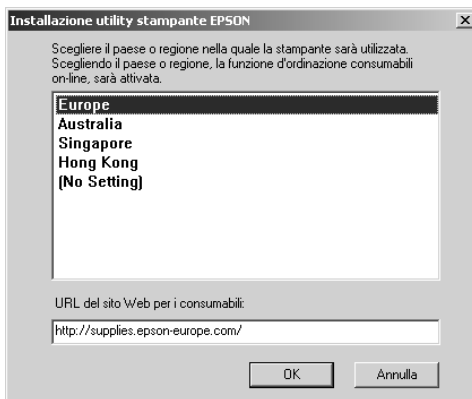 Installazione utility stampante EPSON
Scegliere il paese o regione nella quale la stampante sarà utilizzata.
Scegliendo il paese o regione, la funzione d'ordinazione consumabili
on-line, sarà attivata.
Europe
Australia
Singapore
Hong Kong
(No Setting)
URL del sito Web per i consumabili:
http://supplies.epson-europe.com/
OK
Annulla